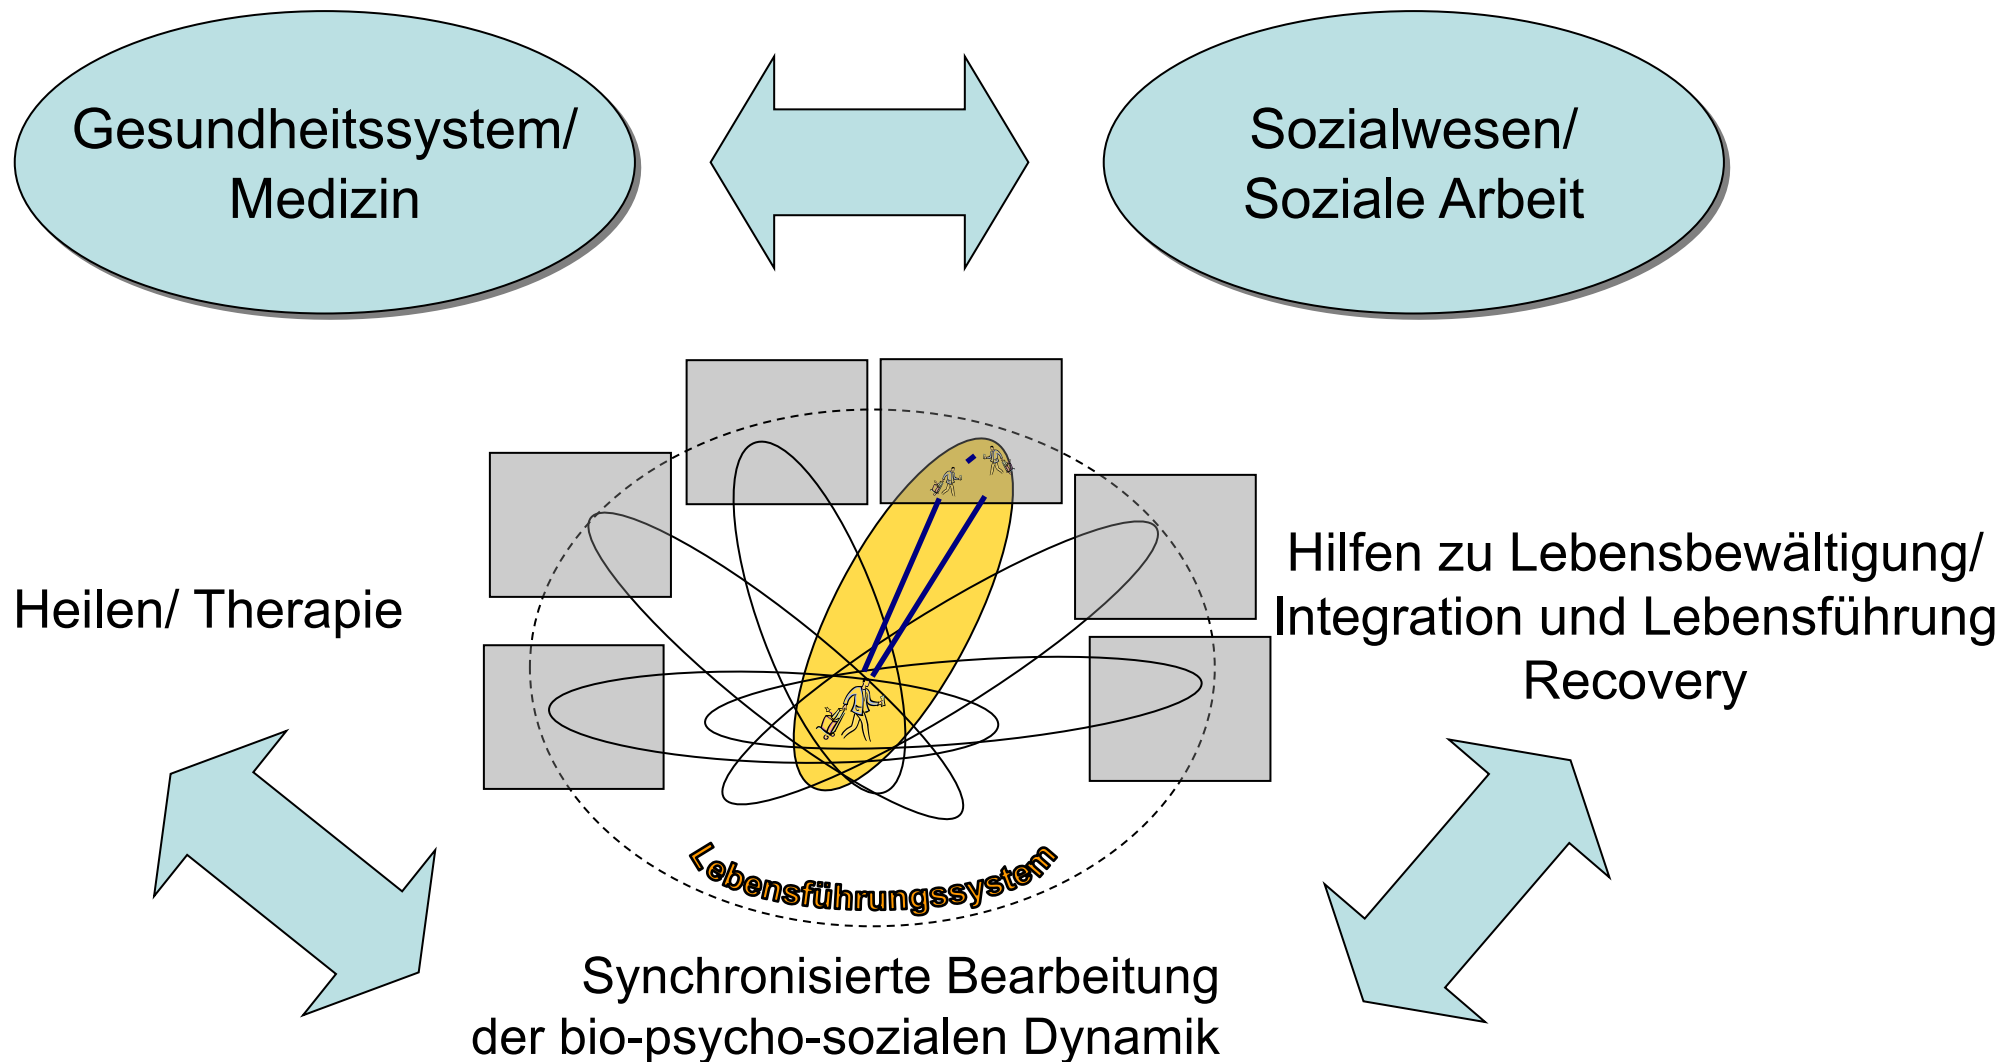 Gesundheitssystem/
Medizin
Sozialwesen/
Soziale Arbeit
Heilen/ Therapie
Hilfen zu Lebensbewältigung/
Integration und Lebensführung
Recovery
Lebensführungssystem
Synchronisierte Bearbeitung
der bio-psycho-sozialen Dynamik